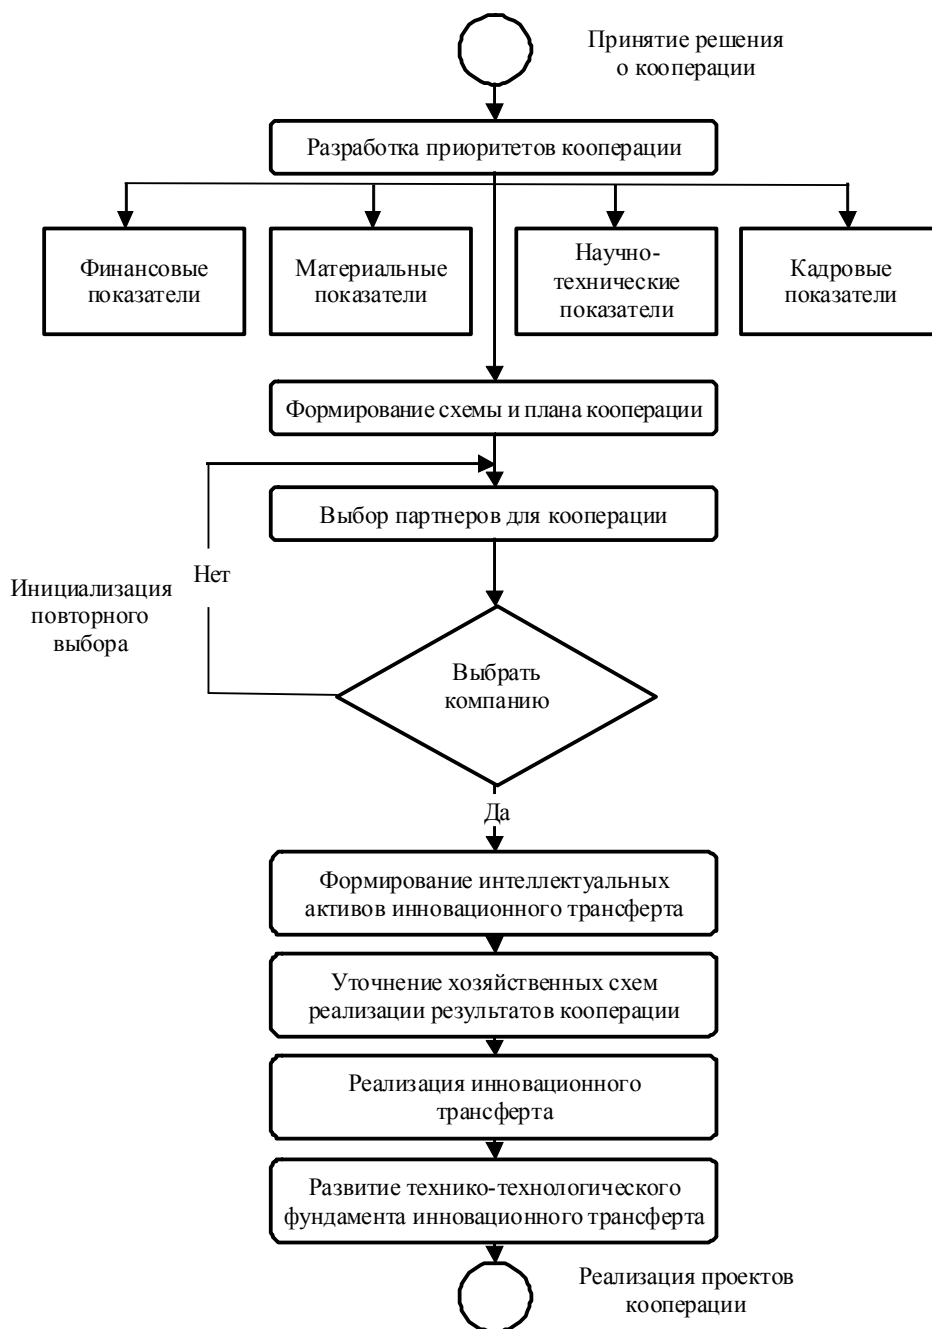 Принятие решения
о кооперации
Разработка приоритетов кооперации
Финансовые
показатели
Материальные
показатели
Научно-
технические
показатели
Кадровые
показатели
Формирование схемы и плана кооперации
Выбор партнеров для кооперации
Инициализация
повторного
выбора
Нет
Выбрать
компанию
Да
Формирование интеллектуальных
активов инновационного трансферта
Уточнение хозяйственных схем
реализации результатов кооперации
Реализация инновационного
трансферта
Развитие технико-технологического
фундамента инновационного трансферта
Реализация проектов
кооперации